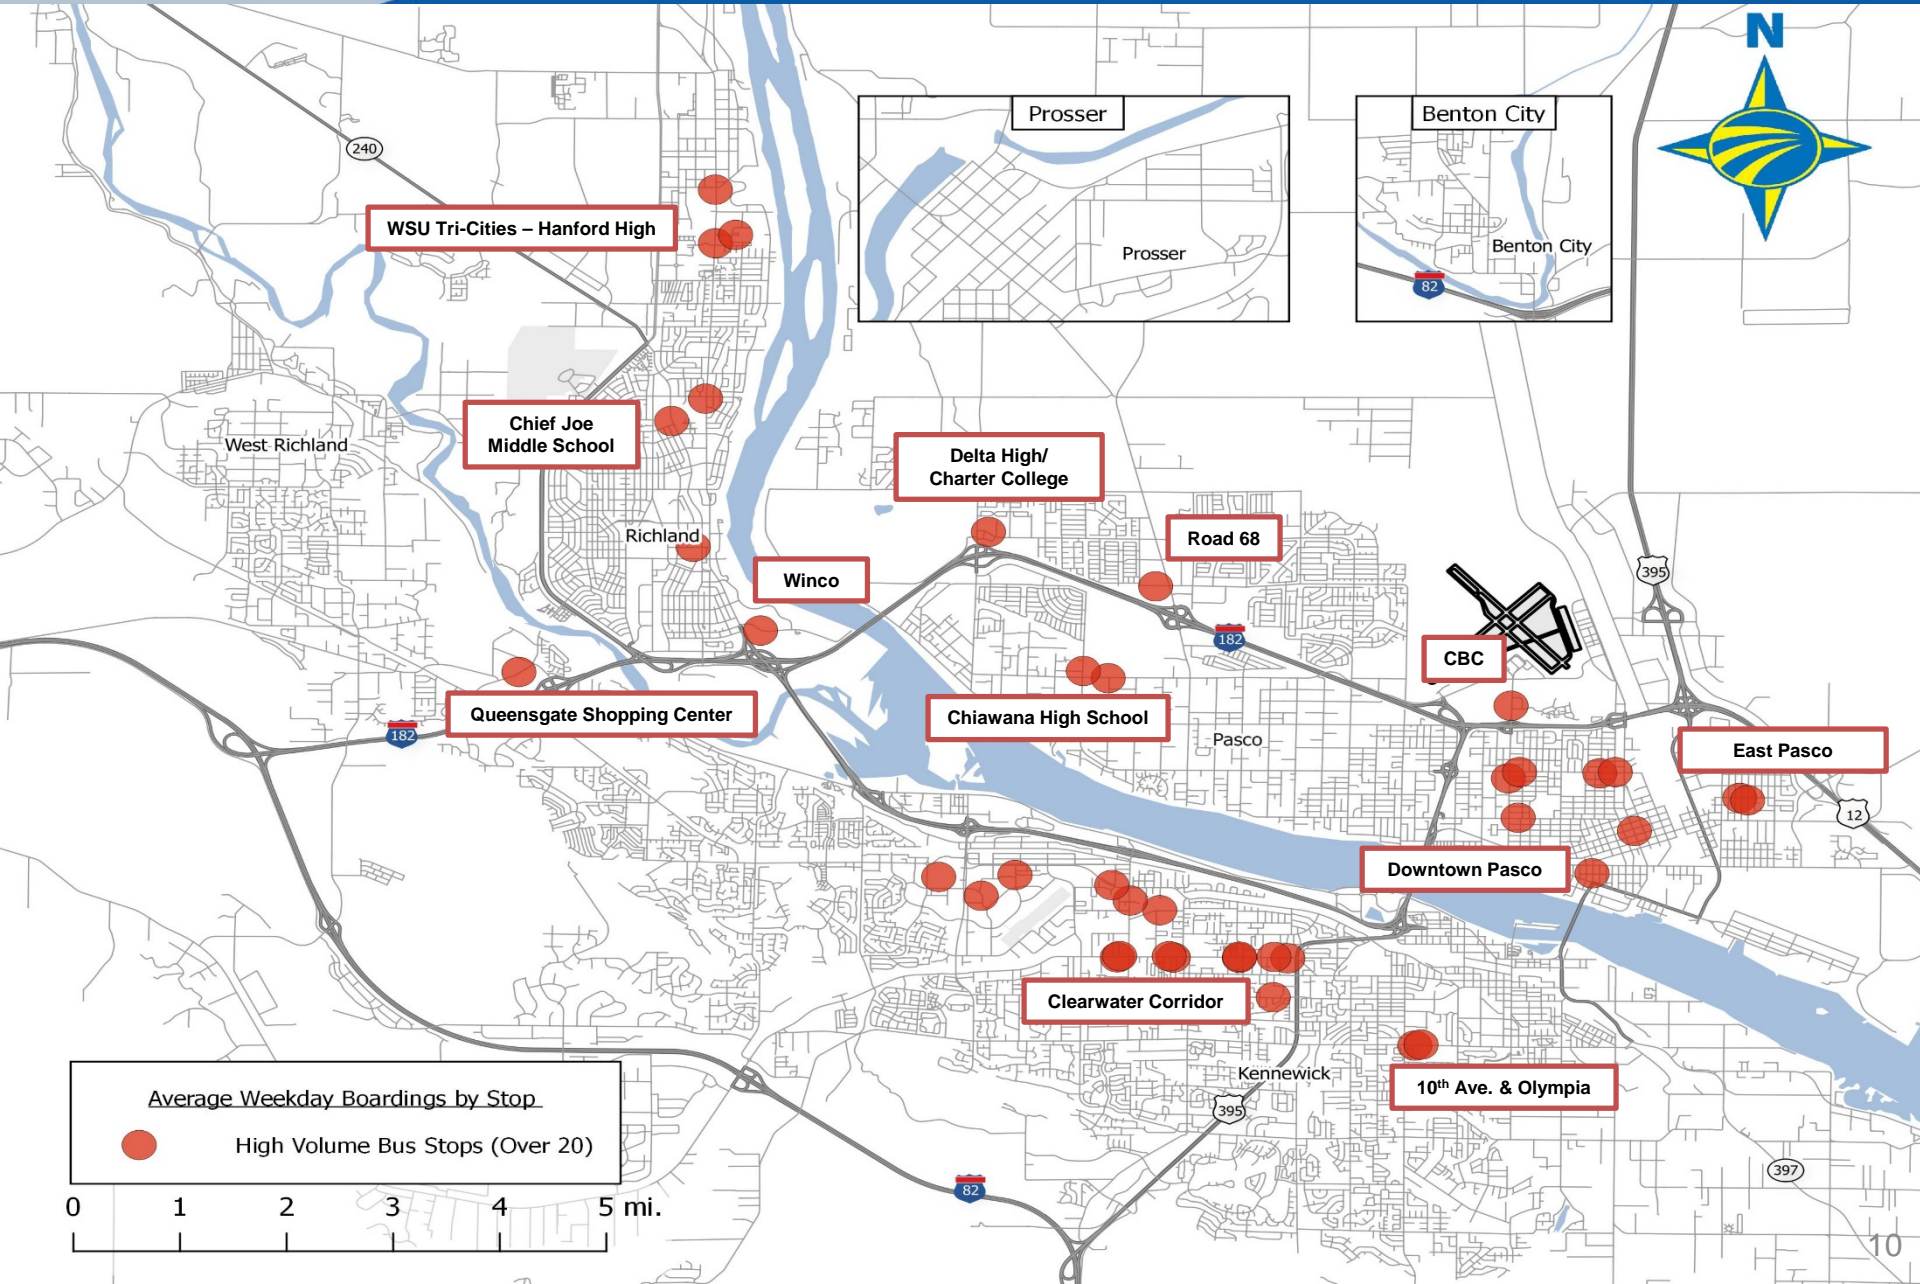 N
Prosser
Benton City
240
WSU Tri-Cities – Hanford High
Prosser
Benton City
82
Chief Joe
Middle School
West Richland
Delta High/
Charter College
Richland
Road 68
Winco
395
182
CBC
Queensgate Shopping Center
182
Chiawana High School
Pasco
East Pasco
12
Downtown Pasco
Clearwater Corridor
Kennewick
10th Ave. & Olympia
395
Average Weekday Boardings by Stop
High Volume Bus Stops (Over 20)
82
397
0 1 2 3 4 5 mi.
10